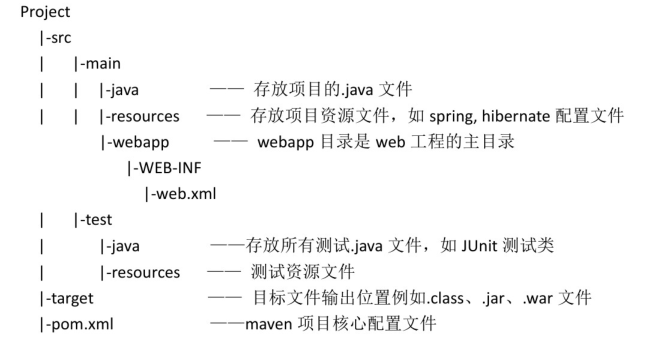 Project
|-src
|    |-main
|    |    |-java    —— 存放项目的.java 文件
|    |    |-resources    —— 存放项目资源文件，如 spring, hibernate 配置文件
|-webapp    —— webapp 目录是 web 工程的主目录
|-WEB-INF
|-web.xml
|    |-test
|    |-java    ——存放所有测试.java 文件，如 JUnit 测试类
|    |-resources    —— 测试资源文件
|-target    —— 目标文件输出位置例如.class、.jar、.war 文件
|-pom.xml    ——maven 项目核心配置文件